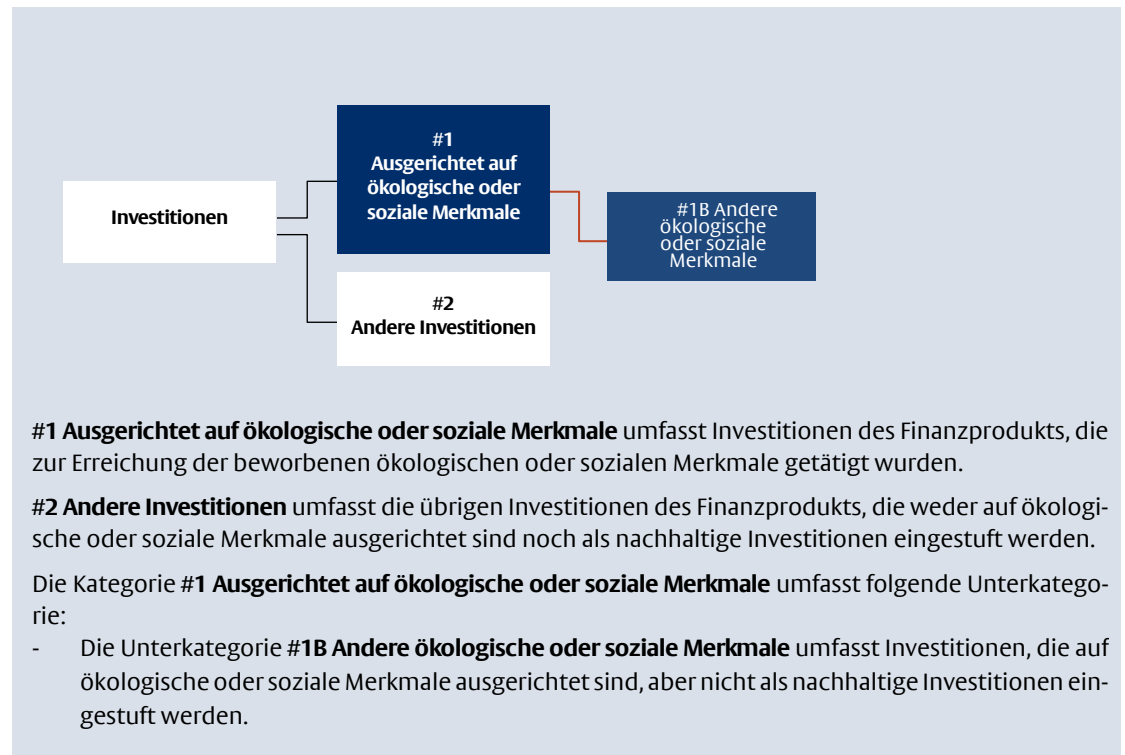 #1
Ausgerichtet auf
ökologische oder
soziale Merkmale
Investitionen
#1B Andere
ökologische
oder soziale
Merkmale
#2
Andere Investitionen
#1 Ausgerichtet auf ökologische oder soziale Merkmale umfasst Investitionen des Finanzprodukts, die
zur Erreichung der beworbenen ökologischen oder sozialen Merkmale getätigt wurden.
#2 Andere Investitionen umfasst die übrigen Investitionen des Finanzprodukts, die weder auf ökologi-
sche oder soziale Merkmale ausgerichtet sind noch als nachhaltige Investitionen eingestuft werden.
Die Kategorie #1 Ausgerichtet auf ökologische oder soziale Merkmale umfasst folgende Unterkatego-
rie:
- Die Unterkategorie #1B Andere ökologische oder soziale Merkmale umfasst Investitionen, die auf
ökologische oder soziale Merkmale ausgerichtet sind, aber nicht als nachhaltige Investitionen ein-
gestuft werden.